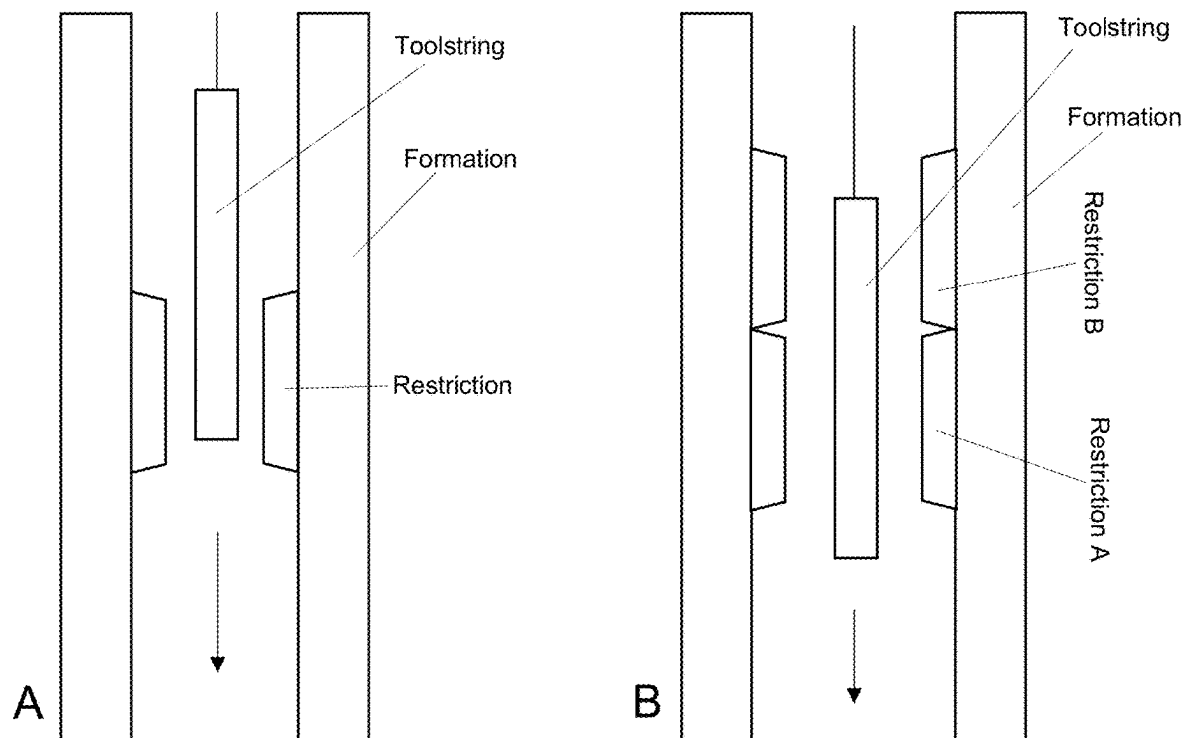 Toolstring
Formation
Restriction
A
Toolstring
Formation
Restriction B
Restriction A
B